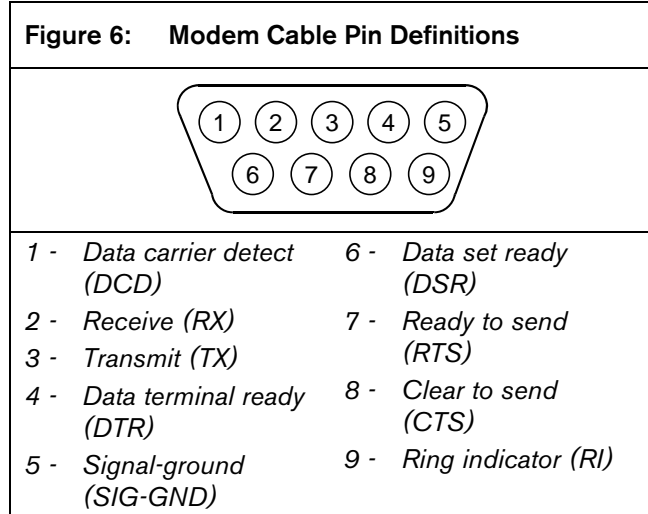 Figure 6: Modem Cable Pin Definitions
1 2 3 4 5
6 7 8 9
1 - Data carrier detect
(DCD)
2 - Receive (RX)
3 - Transmit (TX)
4 - Data terminal ready
(DTR)
5 - Signal-ground
(SIG-GND)
6 - Data set ready
(DSR)
7 - Ready to send
(RTS)
8 - Clear to send
(CTS)
9 - Ring indicator (RI)